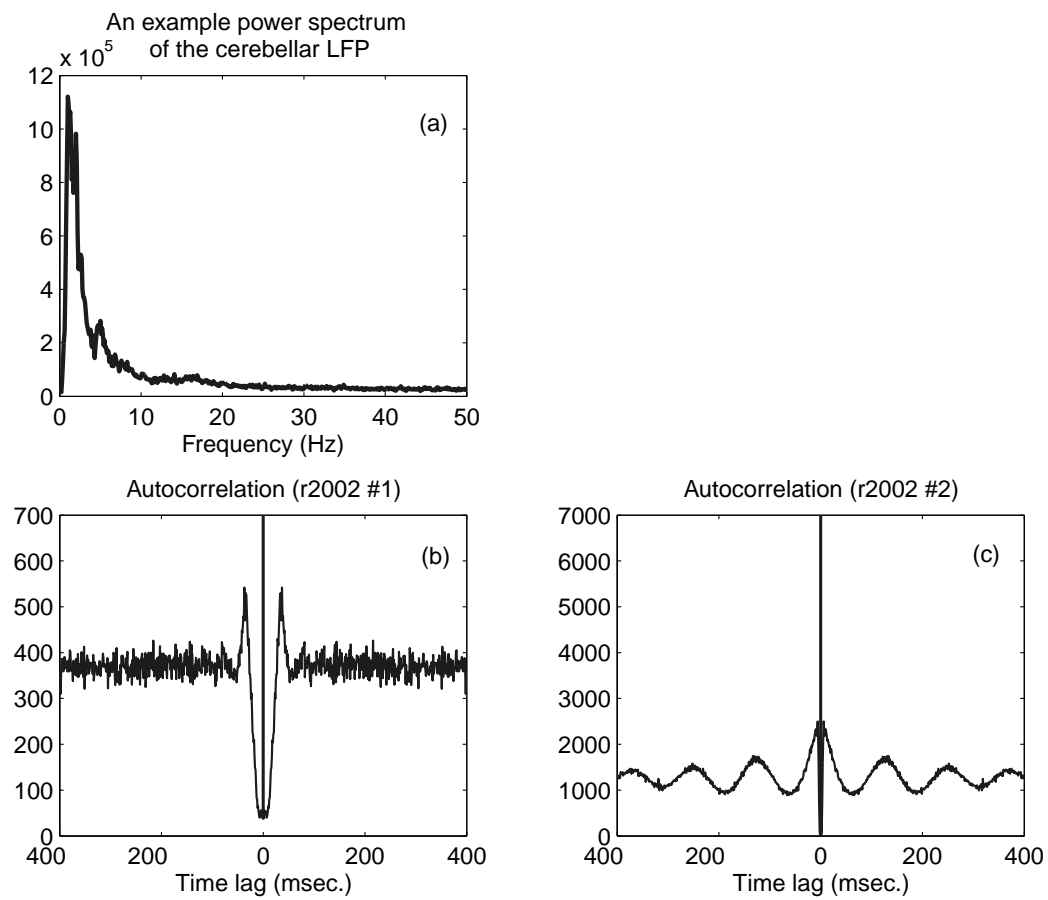 An example power spectrum
of the cerebellar LFP
x 10^5
(a)
12
10
8
6
4
2
0
0 10 20 30 40 50
Frequency (Hz)
Autocorrelation (r2002 #1)
(b)
700
600
500
400
300
200
100
0
400 200 0 200 400
Time lag (msec.)
Autocorrelation (r2002 #2)
(c)
7000
6000
5000
4000
3000
2000
1000
0
400 200 0 200 400
Time lag (msec.)